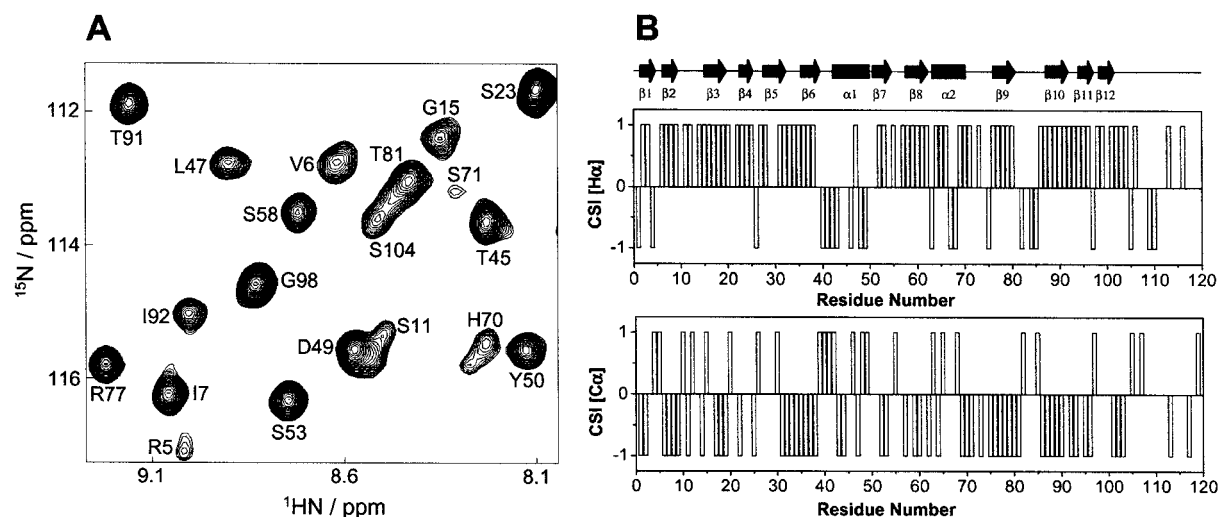 A
112
114
116
¹⁵N / ppm
9.1
8.6
8.1
¹HN / ppm
T91
S23
G15
L47
V6
T81
S71
S58
S104
T45
G98
I92
D49
S11
H70
Y50
R77
I7
S53
R5
B
β1 β2 β3 β4 β5 β6 α1 β7 β8 α2 β9 β10 β11 β12
CSI [Hα]
1
0
-1
0 10 20 30 40 50 60 70 80 90 100 110 120
Residue Number
CSI [Cα]
1
0
-1
0 10 20 30 40 50 60 70 80 90 100 110 120
Residue Number